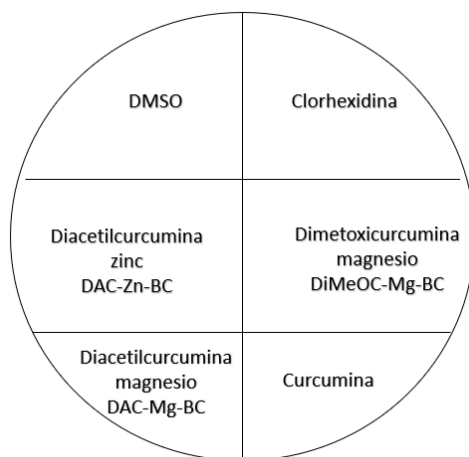 DMSO
Clorhexidina
Diacetilcurcumina
zinc
DAC-Zn-BC
Dimetoxicurcumina
magnesio
DiMeOC-Mg-BC
Diacetilcurcumina
magnesio
DAC-Mg-BC
Curcumina